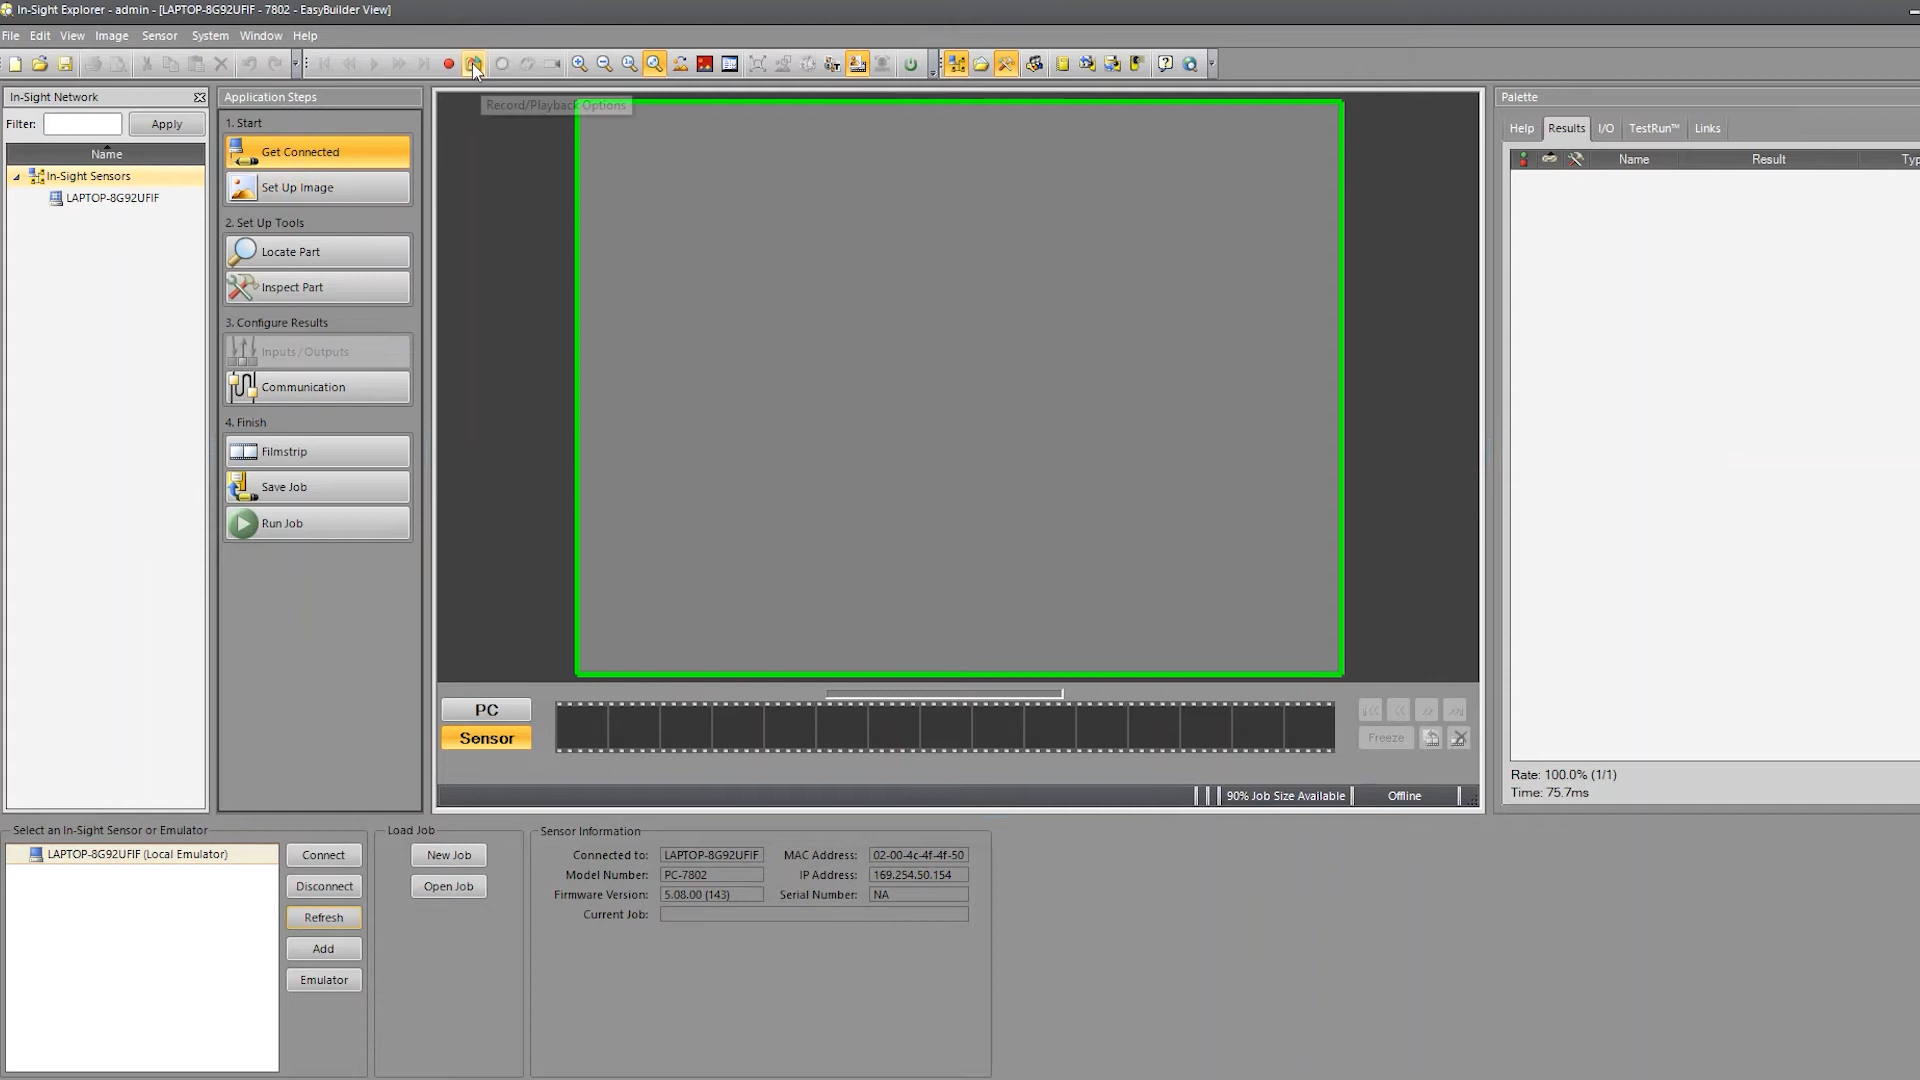 In-Sight Explorer - admin - [LAPTOP-8G92UFIF - 7802 - EasyBuilder View]
File Edit View Image Sensor System Window Help
In-Sight Network
Filter: Apply
Name
In-Sight Sensors
LAPTOP-8G92UFIF
Application Steps
1. Start
Get Connected
Set Up Image
2. Set Up Tools
Locate Part
Inspect Part
3. Configure Results
Inputs/Outputs
Communication
4. Finish
Filmstrip
Save Job
Run Job
Record/Playback Options
PC
Sensor
Freeze
90% Job Size Available Offline
Palette
Help Results I/O TestRun™ Links
Name Result
Rate: 100.0% (1/1)
Time: 75.7ms
Select an In-Sight Sensor or Emulator
LAPTOP-8G92UFIF (Local Emulator)
Connect
Disconnect
Refresh
Add
Emulator
Load Job
New Job
Open Job
Sensor Information
Connected to: LAPTOP-8G92UFIF MAC Address: 02-00-4c-4f-4f-50
Model Number: PC-7802 IP Address: 169.254.50.154
Firmware Version: 5.08.00 (143) Serial Number: NA
Current Job: